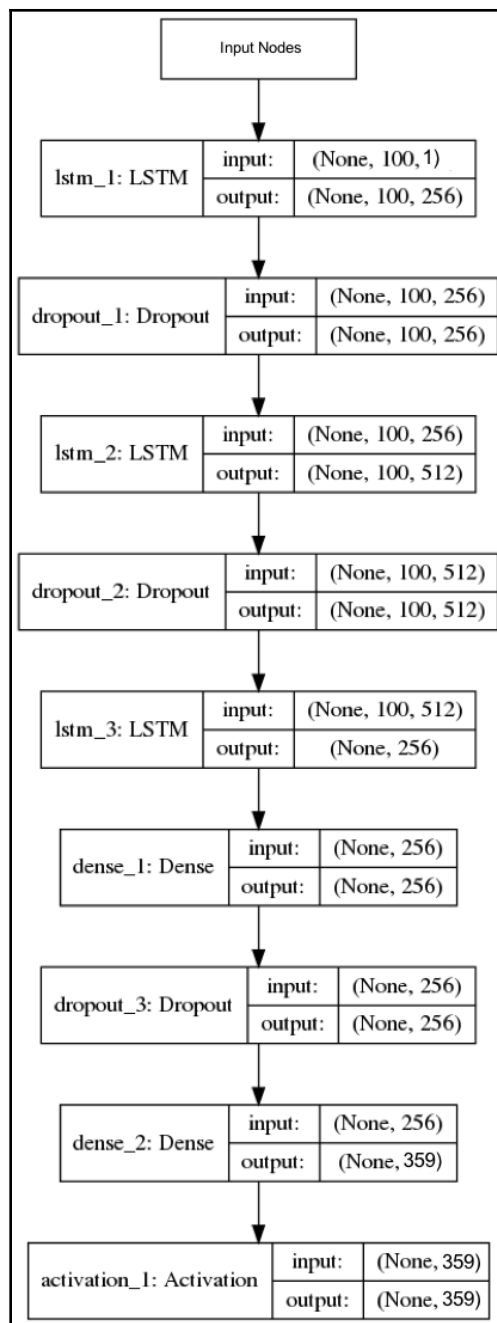 Input Nodes
lstm_1: LSTM
input: (None, 100, 1)
output: (None, 100, 256)
dropout_1: Dropout
input: (None, 100, 256)
output: (None, 100, 256)
lstm_2: LSTM
input: (None, 100, 256)
output: (None, 100, 512)
dropout_2: Dropout
input: (None, 100, 512)
output: (None, 100, 512)
lstm_3: LSTM
input: (None, 100, 512)
output: (None, 256)
dense_1: Dense
input: (None, 256)
output: (None, 256)
dropout_3: Dropout
input: (None, 256)
output: (None, 256)
dense_2: Dense
input: (None, 256)
output: (None, 359)
activation_1: Activation
input: (None, 359)
output: (None, 359)